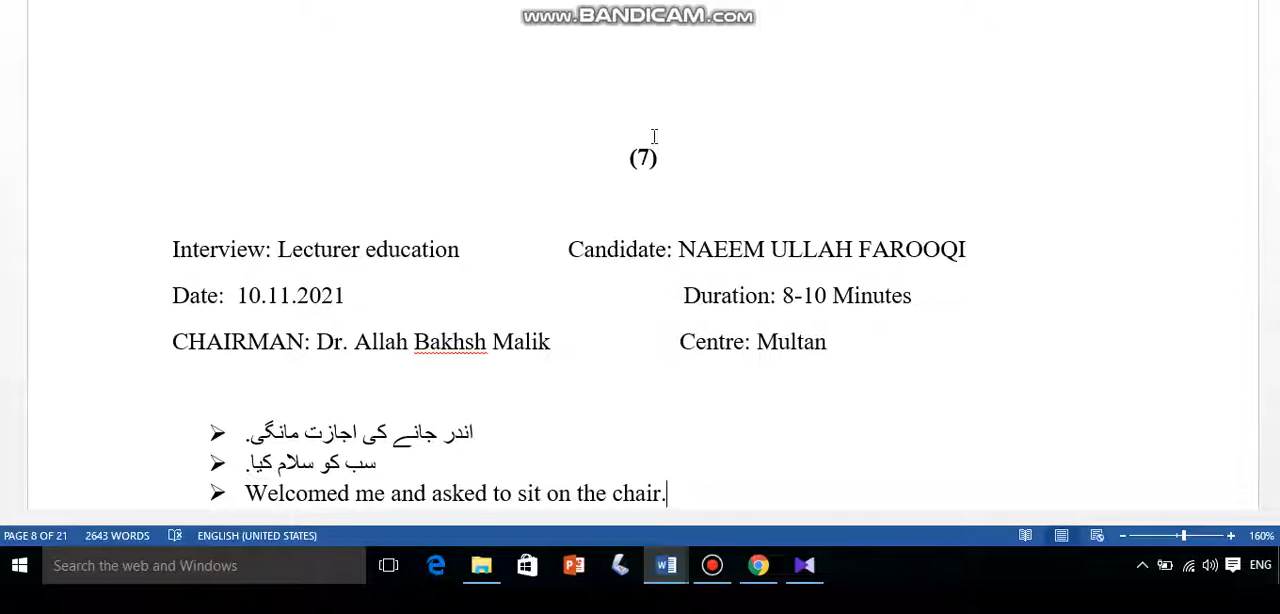 www.BANDICAM.com
(7)
Interview: Lecturer education Candidate: NAEEM ULLAH FAROOQI
Date: 10.11.2021 Duration: 8-10 Minutes
CHAIRMAN: Dr. Allah Bakhsh Malik Centre: Multan
➢ اندر جانے کی اجازت مانگی.
➢ سب کو سلام کیا.
➢ Welcomed me and asked to sit on the chair.
PAGE 8 OF 21 2643 WORDS ENGLISH (UNITED STATES) 160%
Search the web and Windows ENG